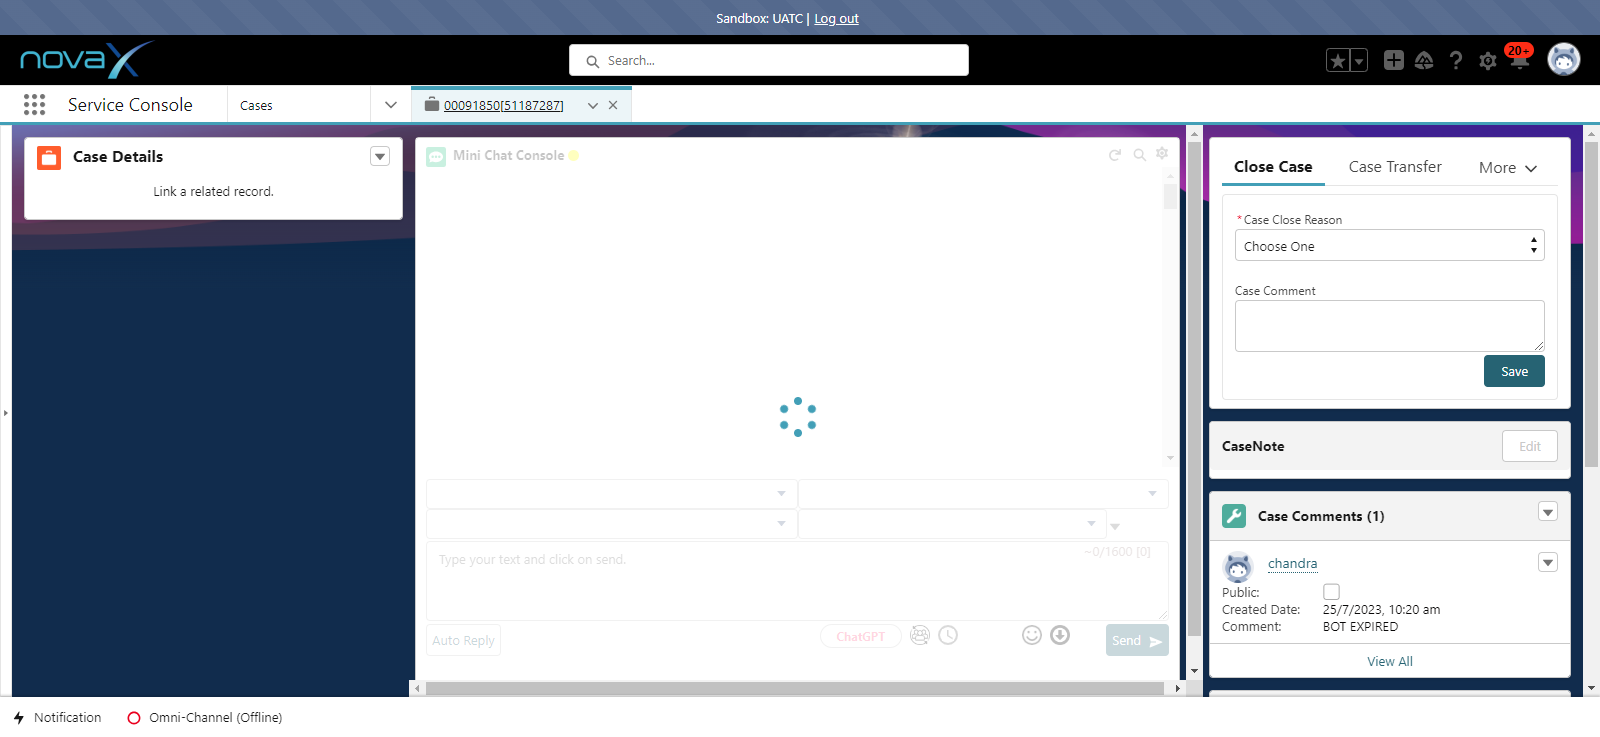 Sandbox: UATC | Log out
novaX
Search...
20+
Service Console
Cases
00091850[51187287]
Case Details
Link a related record.
Mini Chat Console
~0/1600 [0]
Type your text and click on send.
Auto Reply
ChatGPT
Send
Close Case
Case Transfer
More
*Case Close Reason
Choose One
Case Comment
Save
CaseNote
Edit
Case Comments (1)
chandra
Public:
Created Date: 25/7/2023, 10:20 am
Comment: BOT EXPIRED
View All
Notification
Omni-Channel (Offline)